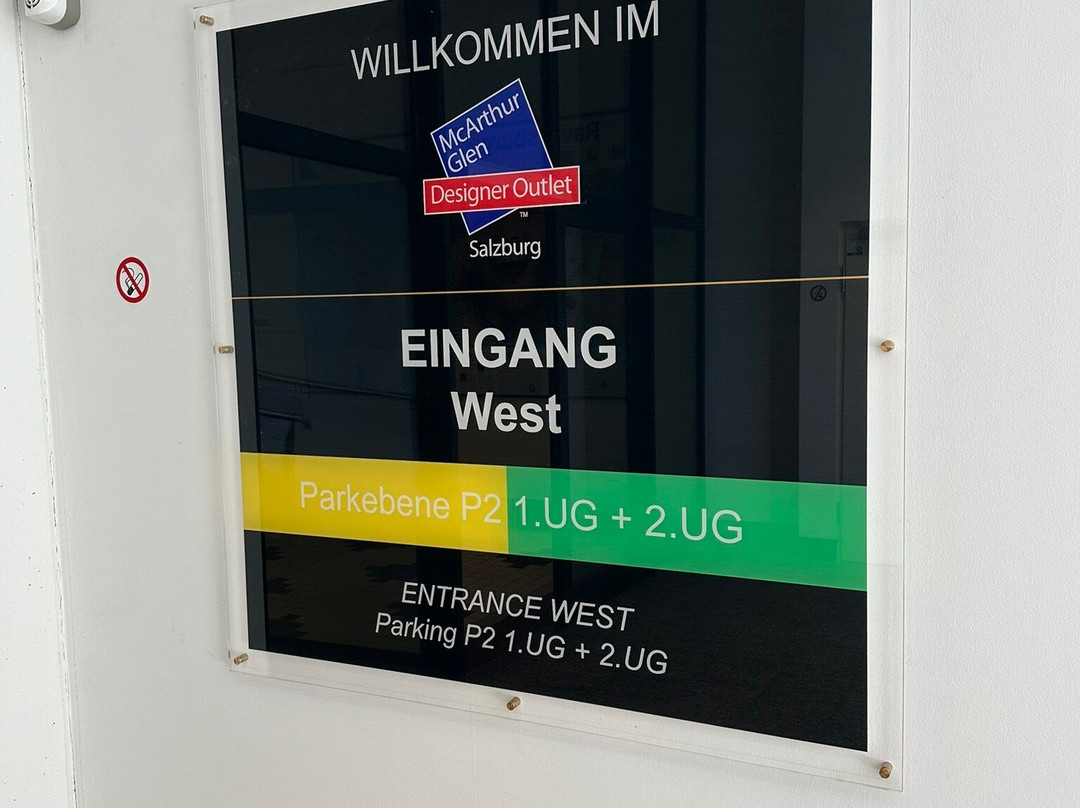 WILLKOMMEN IM
McArthur
Glen
Designer Outlet
™
Salzburg
EINGANG
West
Parkebene P2 1.UG + 2.UG
ENTRANCE WEST
Parking P2 1.UG + 2.UG